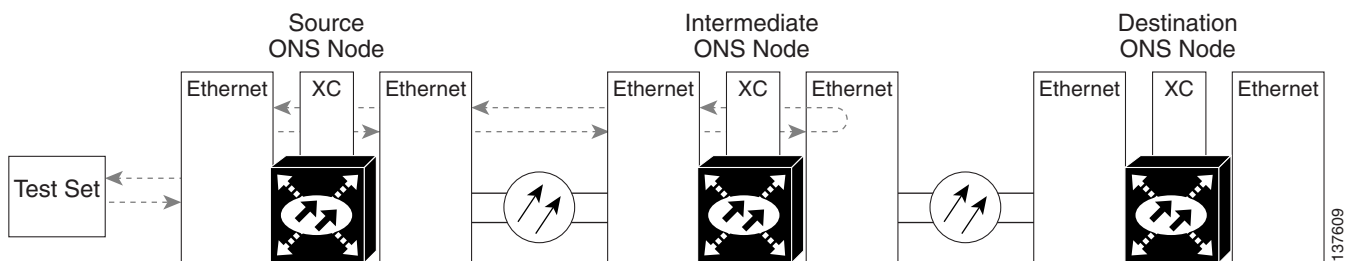 Source
ONS Node
Intermediate
ONS Node
Destination
ONS Node
Ethernet
XC
Ethernet
Ethernet
XC
Ethernet
Ethernet
XC
Ethernet
Test Set
137609